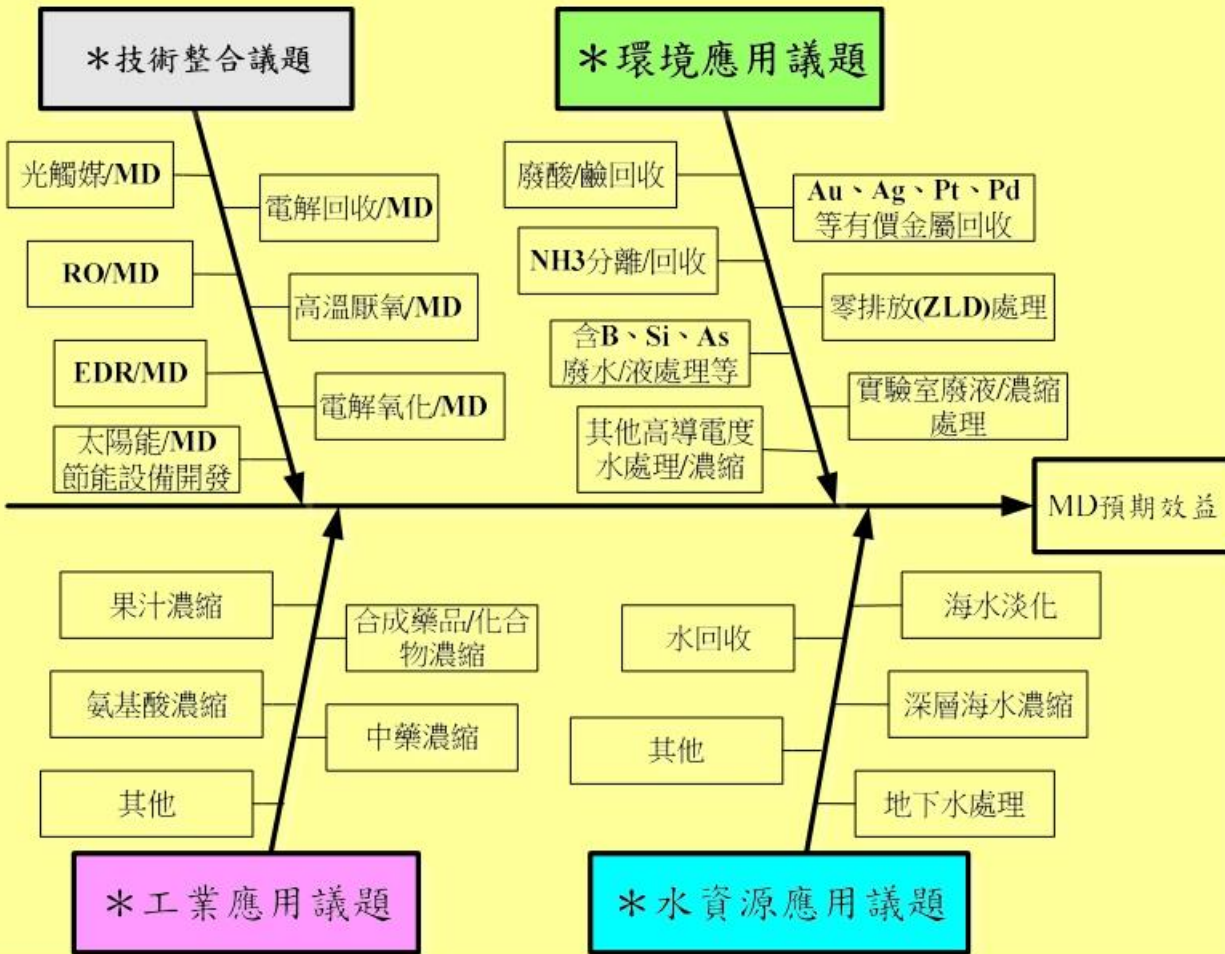 ＊技術整合議題
＊環境應用議題
光觸媒/MD
電解回收/MD
RO/MD
高溫厭氧/MD
EDR/MD
電解氧化/MD
太陽能/MD
節能設備開發
廢酸/鹼回收
Au、Ag、Pt、Pd
等有價金屬回收
NH3分離/回收
零排放(ZLD)處理
含B、Si、As
廢水/液處理等
實驗室廢液/濃縮
處理
其他高導電度
水處理/濃縮
MD預期效益
果汁濃縮
合成藥品/化合
物濃縮
氨基酸濃縮
中藥濃縮
其他
海水淡化
水回收
深層海水濃縮
其他
地下水處理
＊工業應用議題
＊水資源應用議題